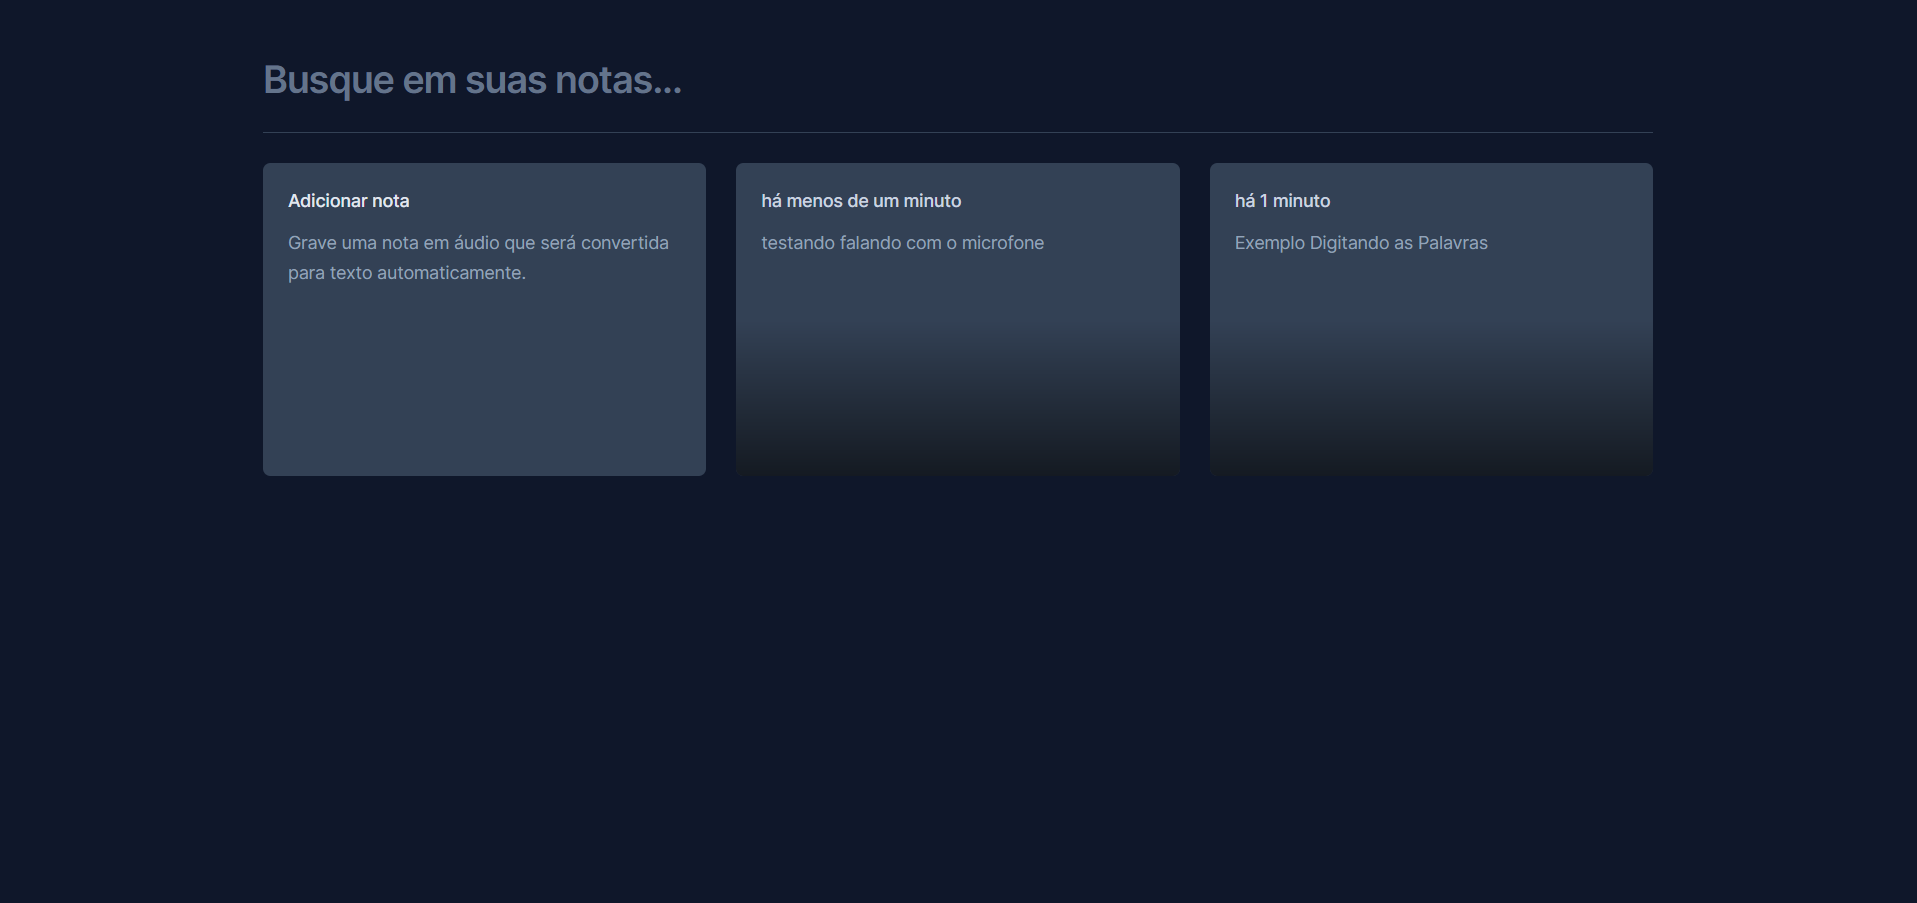 Busque em suas notas...
Adicionar nota
Grave uma nota em áudio que será convertida
para texto automaticamente.
há menos de um minuto
testando falando com o microfone
há 1 minuto
Exemplo Digitando as Palavras